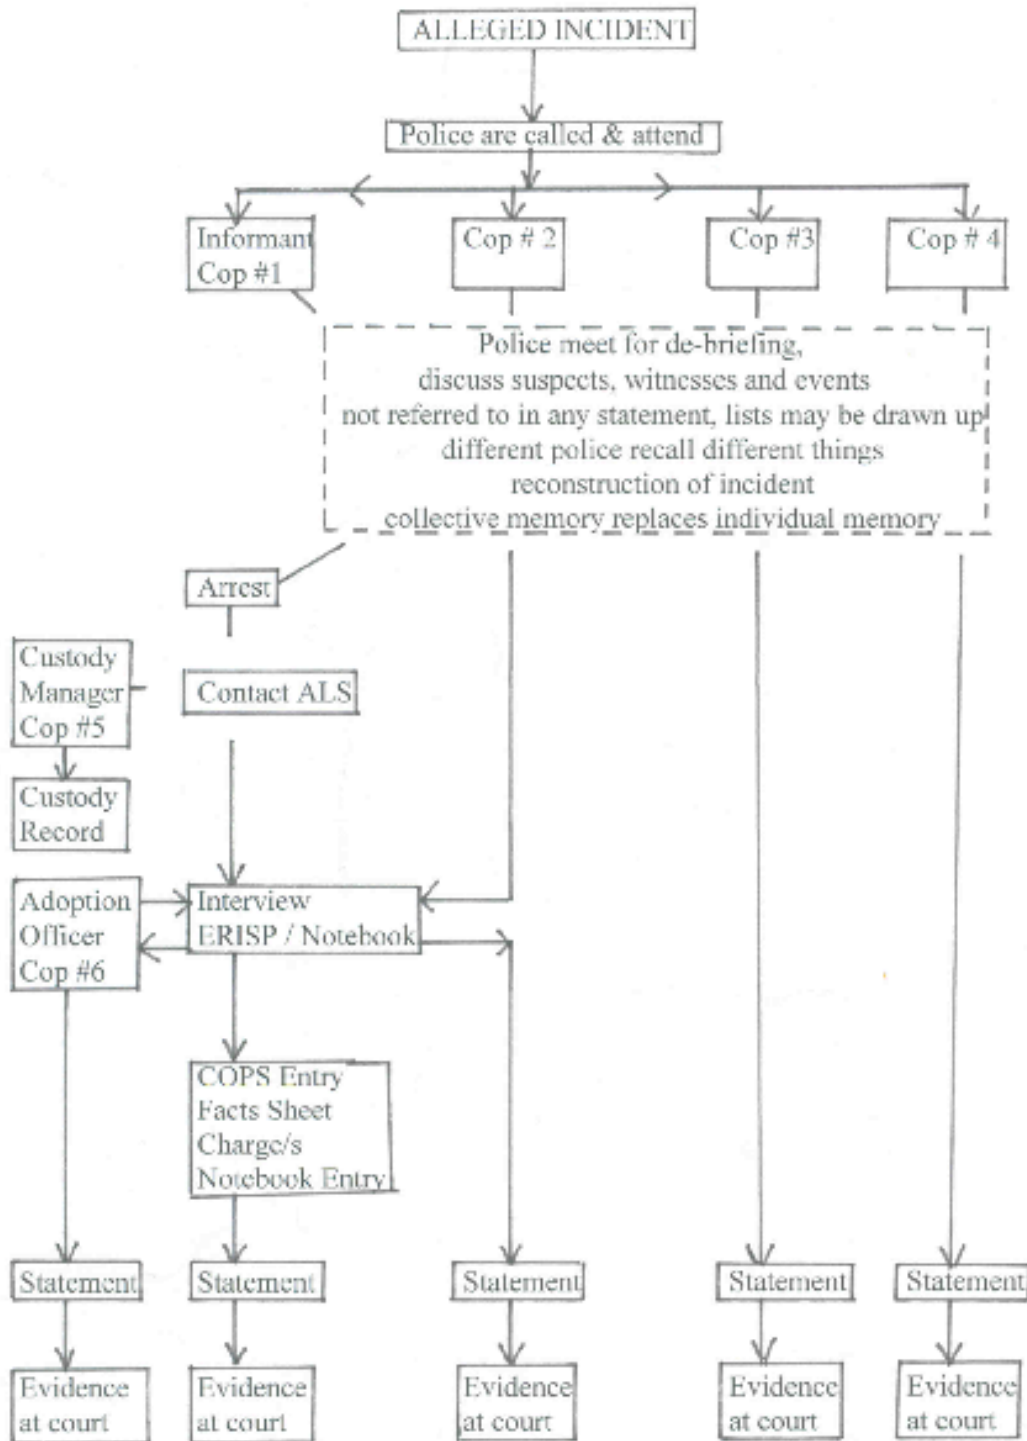 ALLEGED INCIDENT
Police are called & attend
Informant
Cop #1
Cop # 2
Cop #3
Cop # 4
Police meet for de-briefing,
discuss suspects, witnesses and events
not referred to in any statement, lists may be drawn up
different police recall different things
reconstruction of incident
collective memory replaces individual memory
Arrest
Custody
Manager
Cop #5
Contact ALS
Custody
Record
Adoption
Officer
Cop #6
Interview
ERISP / Notebook
COPS Entry
Facts Sheet
Charge/s
Notebook Entry
Statement
Statement
Statement
Statement
Statement
Evidence
at court
Evidence
at court
Evidence
at court
Evidence
at court
Evidence
at court